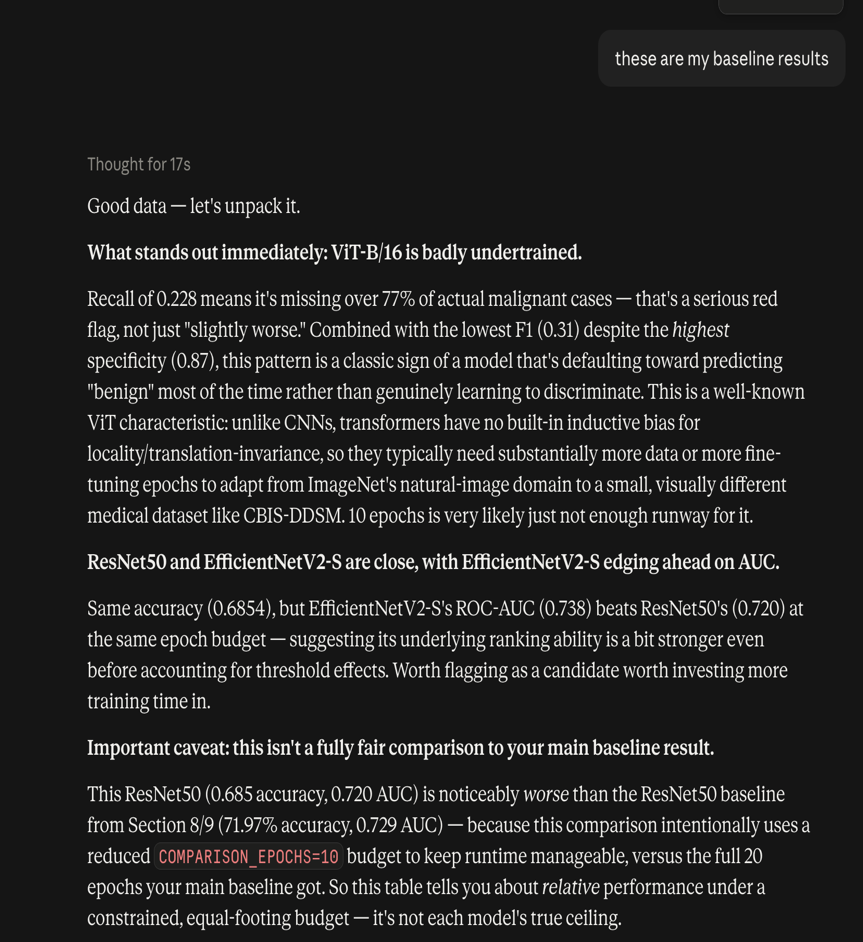 these are my baseline results
Thought for 17s
Good data — let's unpack it.
What stands out immediately: ViT-B/16 is badly undertrained.
Recall of 0.228 means it's missing over 77% of actual malignant cases — that's a serious red
flag, not just "slightly worse." Combined with the lowest F1 (0.31) despite the highest
specificity (0.87), this pattern is a classic sign of a model that's defaulting toward predicting
"benign" most of the time rather than genuinely learning to discriminate. This is a well-known
ViT characteristic: unlike CNNs, transformers have no built-in inductive bias for
locality/translation-invariance, so they typically need substantially more data or more fine-
tuning epochs to adapt from ImageNet's natural-image domain to a small, visually different
medical dataset like CBIS-DDSM. 10 epochs is very likely just not enough runway for it.
ResNet50 and EfficientNetV2-S are close, with EfficientNetV2-S edging ahead on AUC.
Same accuracy (0.6854), but EfficientNetV2-S's ROC-AUC (0.738) beats ResNet50's (0.720) at
the same epoch budget — suggesting its underlying ranking ability is a bit stronger even
before accounting for threshold effects. Worth flagging as a candidate worth investing more
training time in.
Important caveat: this isn't a fully fair comparison to your main baseline result.
This ResNet50 (0.685 accuracy, 0.720 AUC) is noticeably worse than the ResNet50 baseline
from Section 8/9 (71.97% accuracy, 0.729 AUC) — because this comparison intentionally uses a
reduced COMPARISON_EPOCHS=10 budget to keep runtime manageable, versus the full 20
epochs your main baseline got. So this table tells you about relative performance under a
constrained, equal-footing budget — it's not each model's true ceiling.